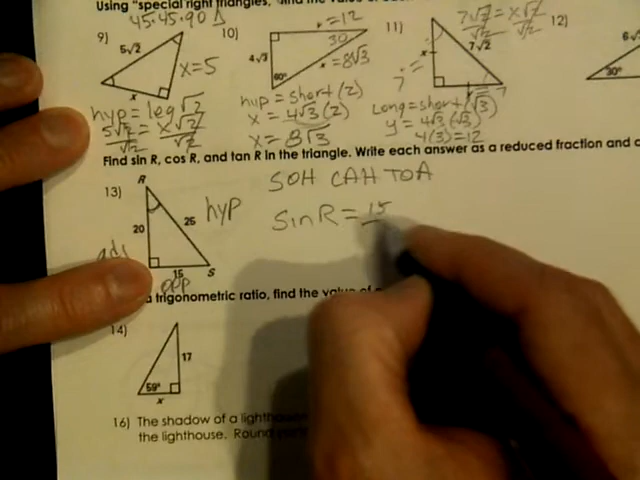 Using "special right triangles,"
45·45·90 Δ
9)
5√2
x=5
x
hyp = leg√2
5√2 = x√2
√2 √2
10)
=12
30
4√3
x=8√3
60°
hyp = short(2)
x = 4√3(2)
x = 8√3
11)
7√2 = x√2
√2 √2
7√2
x
7
=7
Long = short(√3)
y = 4√3(√3)
4(3)=12
12)
30°
Find sin R, cos R, and tan R in the triangle. Write each answer as a reduced fraction and
13)
R
20
25
hyp
adj
15
S
opp
SOH CAH TOA
sin R = 15
trigonometric ratio, find the value of
14)
17
59°
x
16) The shadow of a
the lighthouse.